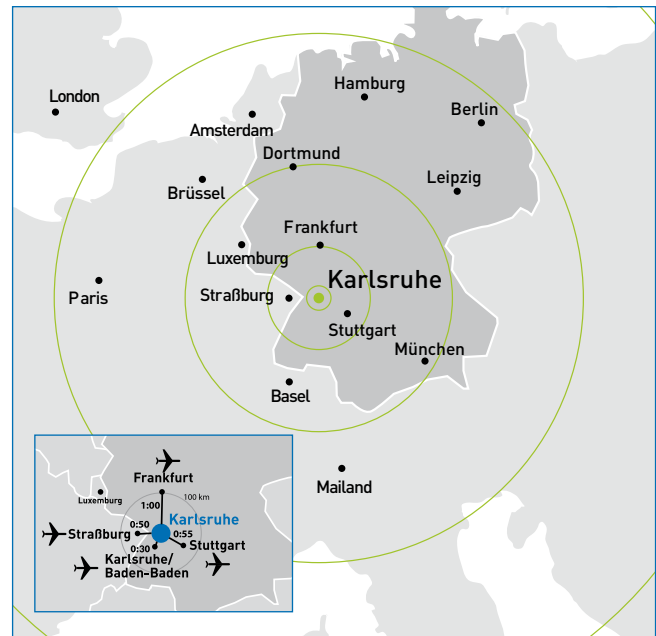 Hamburg
London
Berlin
Amsterdam
Dortmund
Leipzig
Brüssel
Frankfurt
Luxemburg
Karlsruhe
Paris
Straßburg
Stuttgart
München
Basel
Mailand
Frankfurt
Luxemburg
100 km
1:00
Karlsruhe
0:50
Straßburg
0:55
Stuttgart
0:30
Karlsruhe/
Baden-Baden